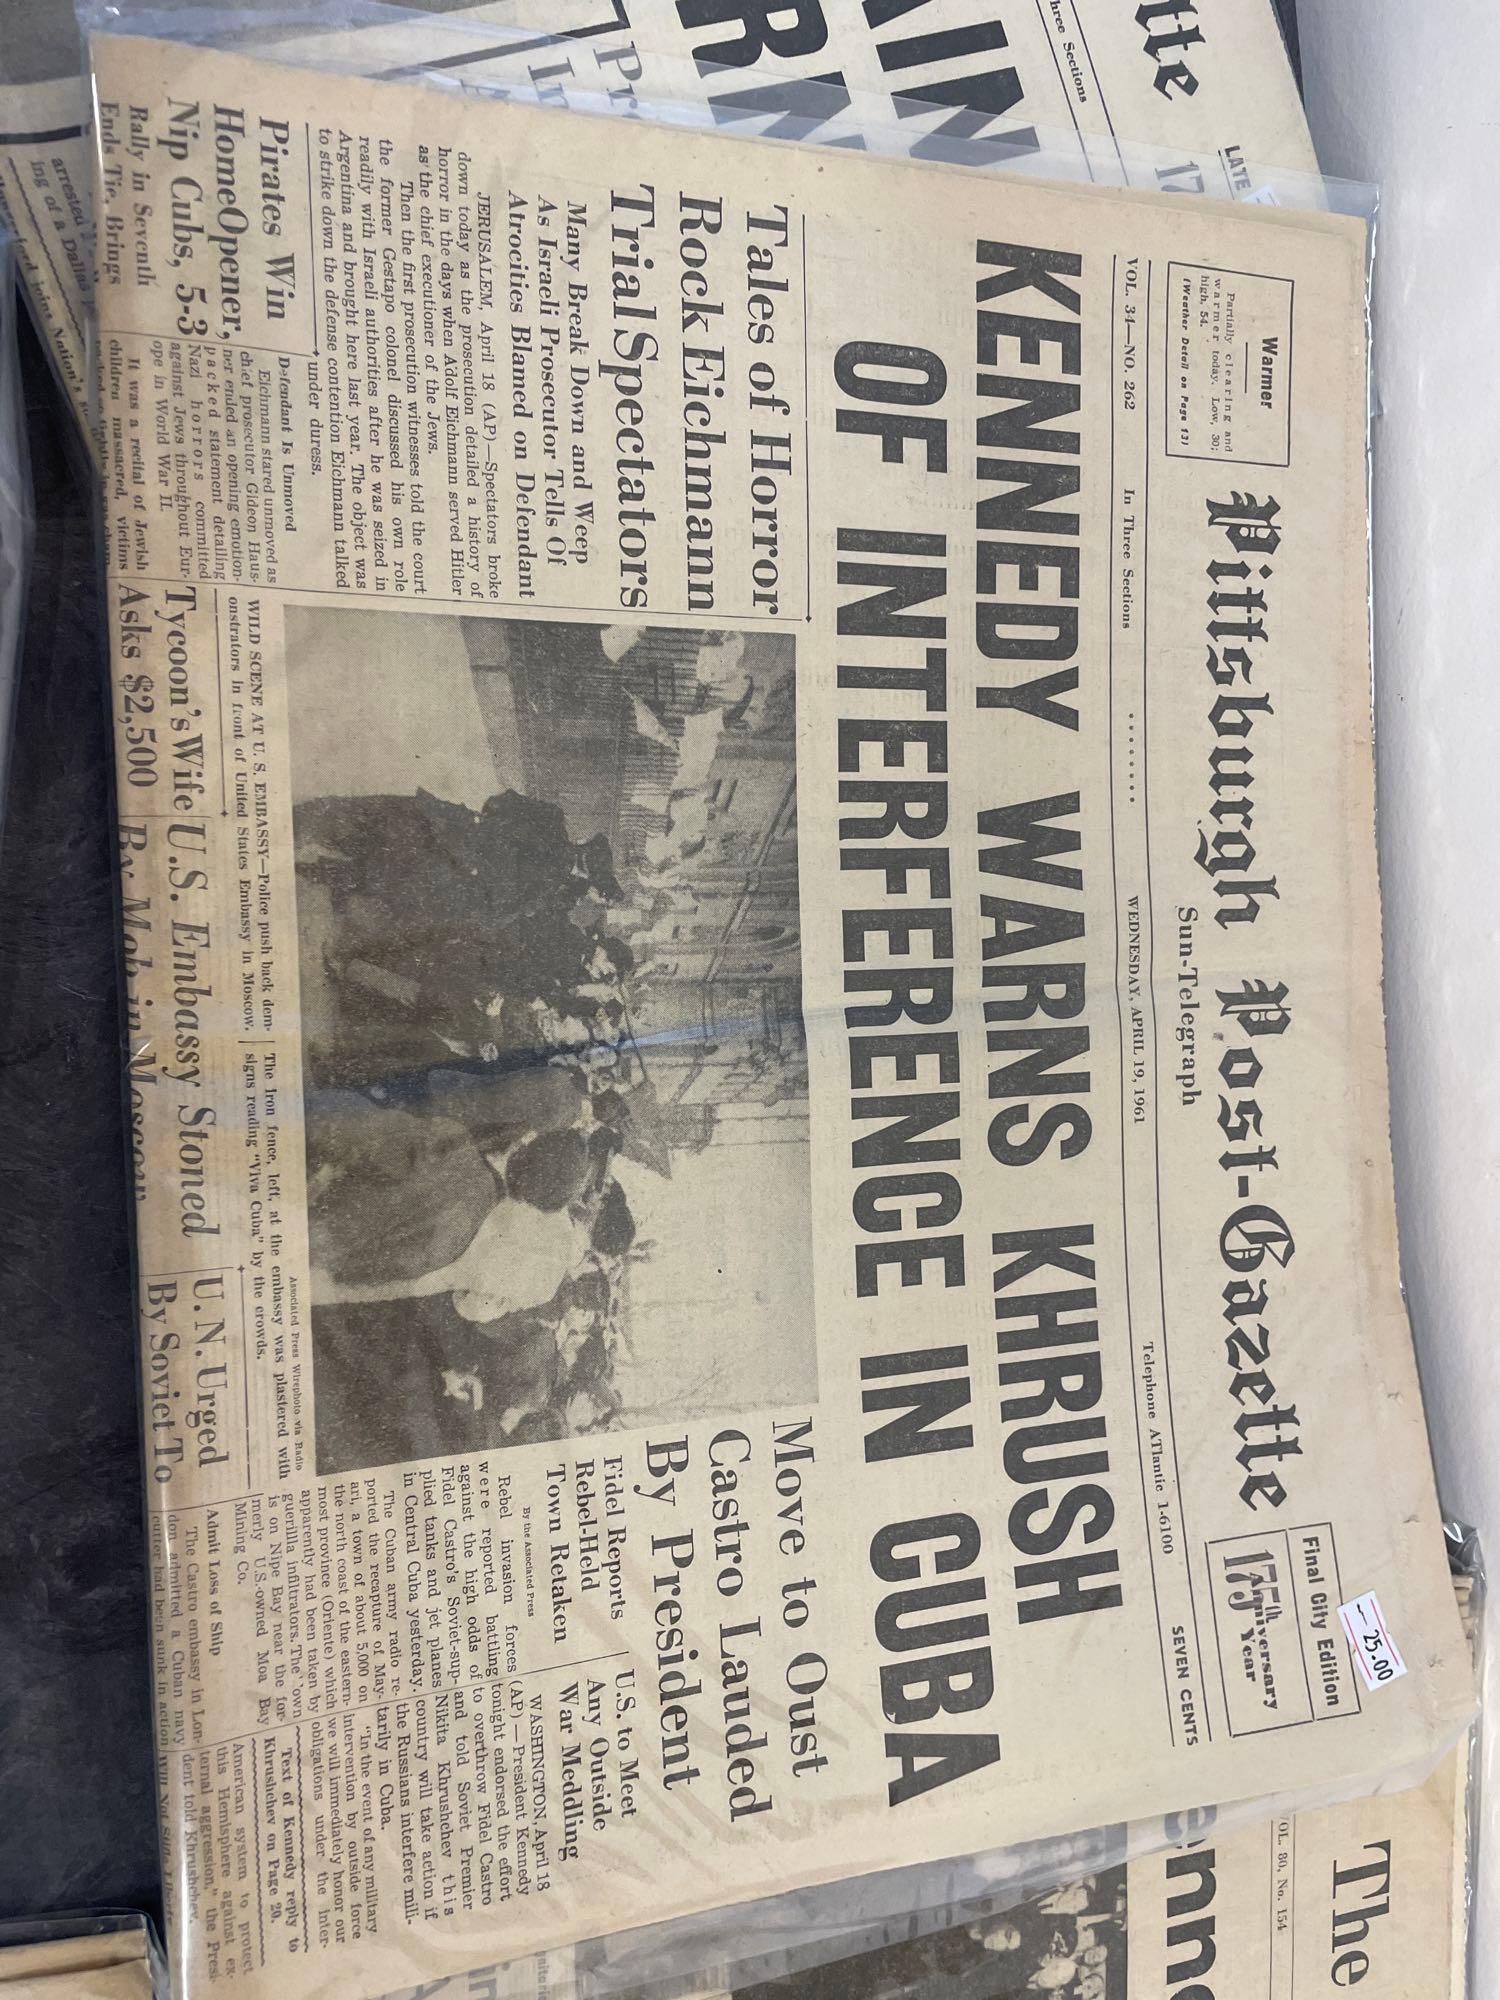 Warmer
Partially clearing and
warmer today. Low, 30;
high, 54.
(Weather Detail on Page 13)
Pittsburgh Post-Gazette
Sun-Telegraph
Final City Edition
175th
Anniversary
Year
25.00
VOL. 34—NO. 262
In Three Sections
........
WEDNESDAY, APRIL 19, 1961
Telephone ATlantic 1-6100
SEVEN CENTS
KENNEDY WARNS KHRUSH
OF INTERFERENCE IN CUBA
Tales of Horror
Rock Eichmann
Trial Spectators
Many Break Down and Weep
As Israeli Prosecutor Tells Of
Atrocities Blamed on Defendant
JERUSALEM, April 18 (AP)—Spectators broke
down today as the prosecution detailed a history of
horror in the days when Adolf Eichmann served Hitler
as the chief executioner of the Jews.
Then the first prosecution witnesses told the court
the former Gestapo colonel discussed his own role
readily with Israeli authorities after he was seized in
Argentina and brought here last year. The object was
to strike down the defense contention Eichmann talked
under duress.
Defendant Is Unmoved
Eichmann stared unmoved as
chief prosecutor Gideon Haus-
ner ended an opening emotion-
packed statement detailing
Nazi horrors committed
against Jews throughout Eur-
ope in World War II.
It was a recital of Jewish
children massacred, victims
Pirates Win
Home Opener,
Nip Cubs, 5-3
Rally in Seventh
Ends Tie, Brings
WILD SCENE AT U. S. EMBASSY—Police push back dem-
onstrators in front of United States Embassy in Moscow.
Associated Press Wirephoto via Radio
The iron fence, left, at the embassy was plastered with
signs reading "Viva Cuba" by the crowds.
Tycoon's Wife
Asks $2,500
U.S. Embassy Stoned
By Mob in Moscow
U. N. Urged
By Soviet To
Move to Oust
Castro Lauded
By President
Fidel Reports
Rebel-Held
Town Retaken
By the Associated Press
Rebel invasion forces
were reported battling
against the high odds of
Fidel Castro's Soviet-sup-
plied tanks and jet planes
in Central Cuba yesterday.
The Cuban army radio re-
ported the recapture of May-
ari, a town of about 5,000 on
the north coast of the eastern-
most province (Oriente) which
apparently had been taken by
guerrilla infiltrators. The town
is on Nipe Bay near the for-
merly U.S.-owned Moa Bay
Mining Co.
Admit Loss of Ship
The Castro embassy in Lon-
don admitted a Cuban navy
cutter had been sunk in action
U.S. to Meet
Any Outside
War Meddling
WASHINGTON, April 18
(AP)—President Kennedy
tonight endorsed the effort
to overthrow Fidel Castro
and told Soviet Premier
Nikita Khrushchev this
country will take action if
the Russians interfere mili-
tarily in Cuba.
"In the event of any military
intervention by outside force
we will immediately honor our
obligations under the inter-
Text of Kennedy reply to
Khrushchev on Page 20.
American system to protect
this Hemisphere against ex-
ternal aggression," the Presi-
dent told Khrushchev.
tte
LATE
17
hree Sections
arrested
ing of a Dallas
joins Nation's
The
VOL. 80, No. 154